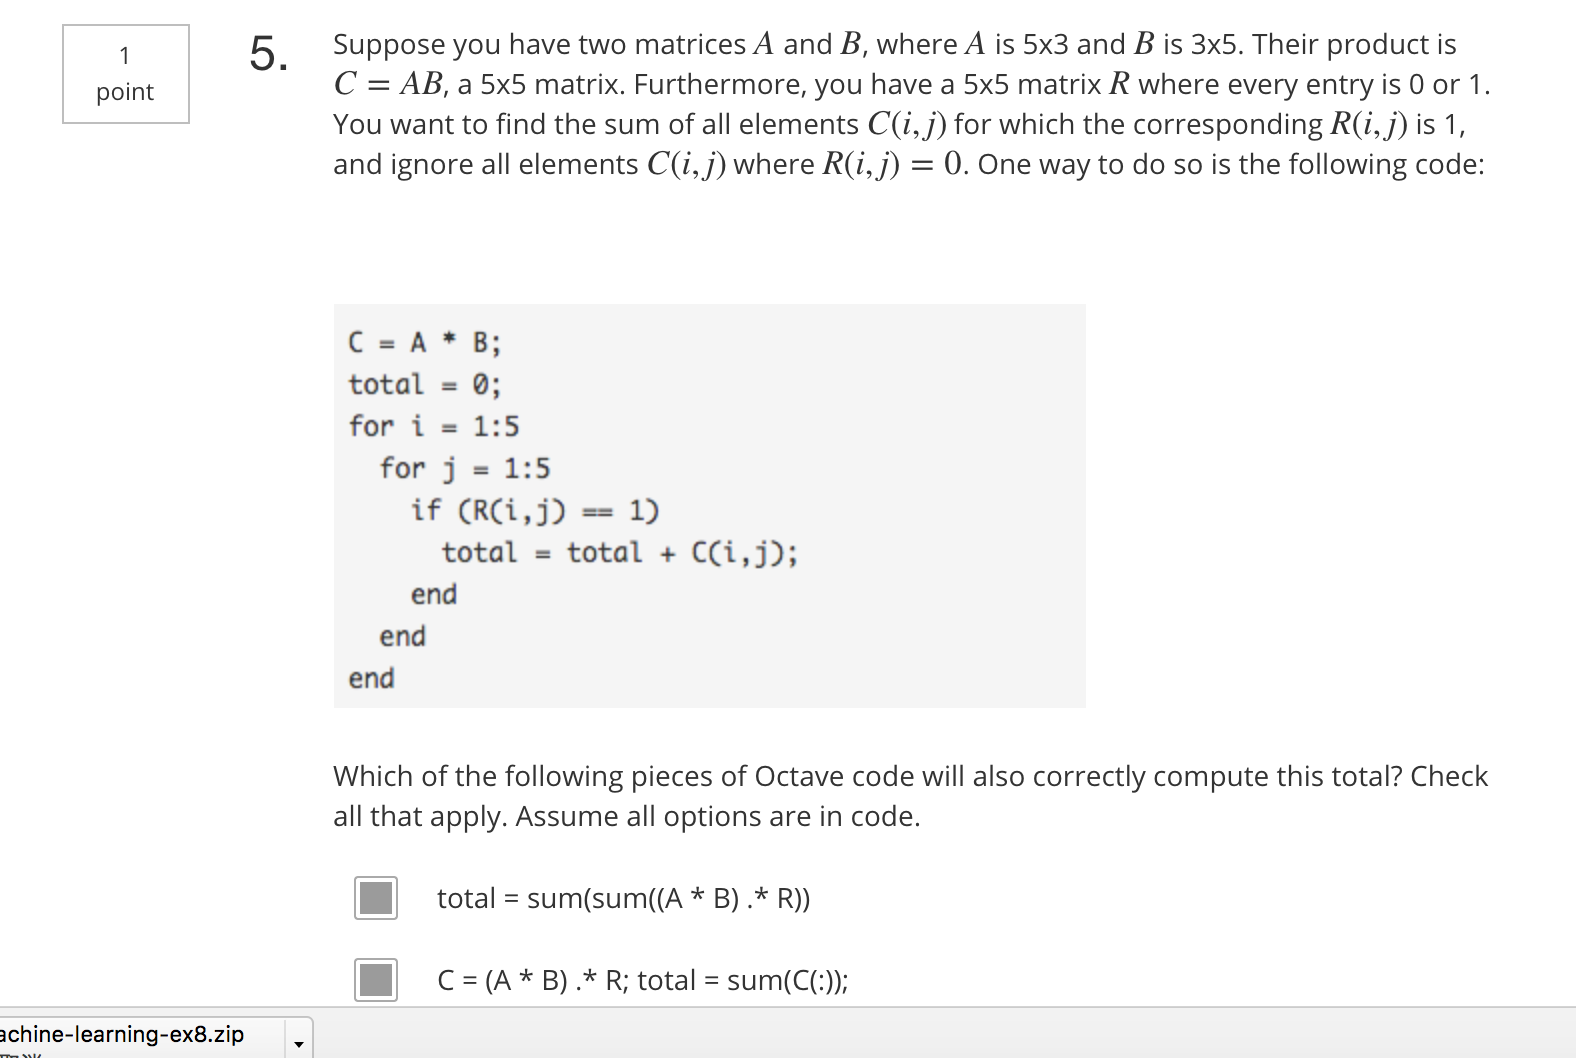 1
point
5.
Suppose you have two matrices A and B, where A is 5x3 and B is 3x5. Their product is
C = AB, a 5x5 matrix. Furthermore, you have a 5x5 matrix R where every entry is 0 or 1.
You want to find the sum of all elements C(i, j) for which the corresponding R(i, j) is 1,
and ignore all elements C(i, j) where R(i, j) = 0. One way to do so is the following code:
C = A * B;
total = 0;
for i = 1:5
for j = 1:5
if (R(i,j) == 1)
total = total + C(i,j);
end
end
end
Which of the following pieces of Octave code will also correctly compute this total? Check
all that apply. Assume all options are in code.
total = sum(sum((A * B) .* R))
C = (A * B) .* R; total = sum(C(:));
achine-learning-ex8.zip